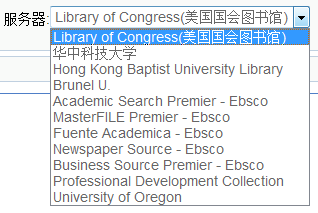 服务器: Library of Congress(美国国会图书馆)
Library of Congress(美国国会图书馆)
华中科技大学
Hong Kong Baptist University Library
Brunel U.
Academic Search Premier - Ebsco
MasterFILE Premier - Ebsco
Fuente Academica - Ebsco
Newspaper Source - Ebsco
Business Source Premier - Ebsco
Professional Development Collection
University of Oregon